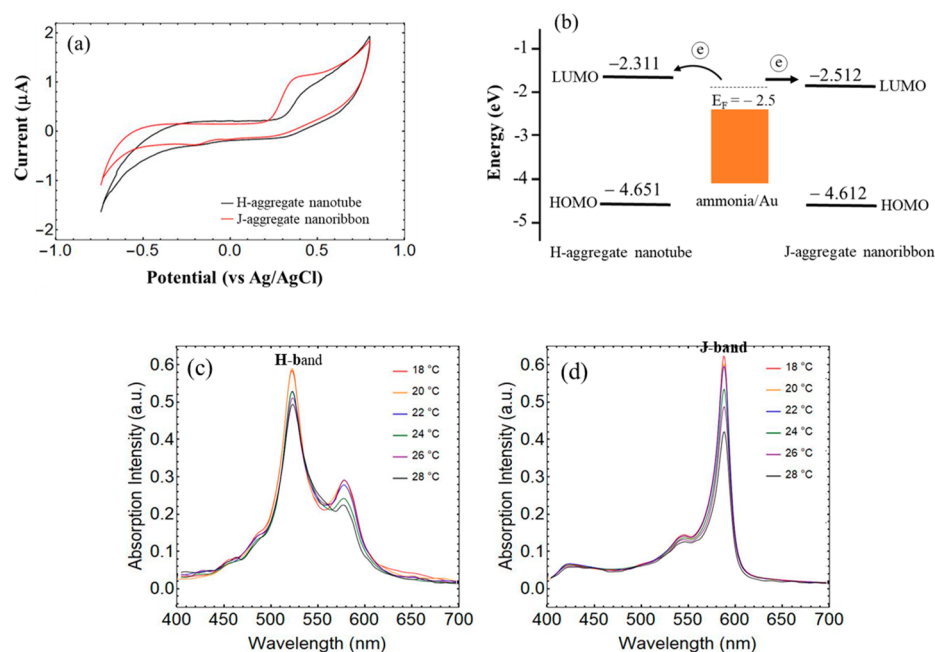 (a)
2
1
0
−1
−2
Current (µA)
H-aggregate nanotube
J-aggregate nanoribbon
−1.0 −0.5 0.0 0.5 1.0
Potential (vs Ag/AgCl)
(b)
-1
-2
-3
-4
-5
Energy (eV)
LUMO −2.311
e
e
−2.512 LUMO
E_F = − 2.5
HOMO − 4.651
ammonia/Au
− 4.612 HOMO
H-aggregate nanotube
J-aggregate nanoribbon
(c)
H-band
0.6
0.5
0.4
0.3
0.2
0.1
0.0
Absorption Intensity (a.u.)
18 °C
20 °C
22 °C
24 °C
26 °C
28 °C
400 450 500 550 600 650 700
Wavelength (nm)
(d)
J-band
0.6
0.5
0.4
0.3
0.2
0.1
0.0
Absorption Intensity (a.u.)
18 °C
20 °C
22 °C
24 °C
26 °C
28 °C
400 450 500 550 600 650 700
Wavelength (nm)